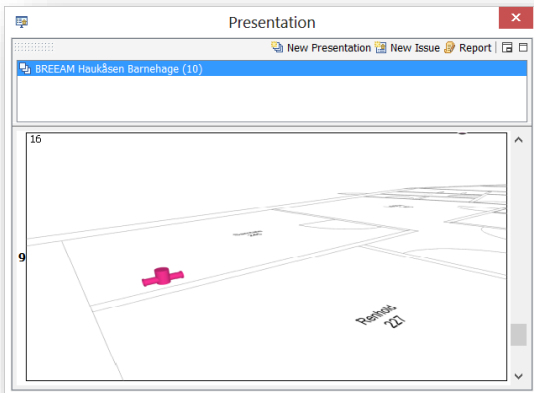 Presentation
New Presentation New Issue Report
BREEAM Haukåsen Barnehage (10)
16
9
Renhold
227